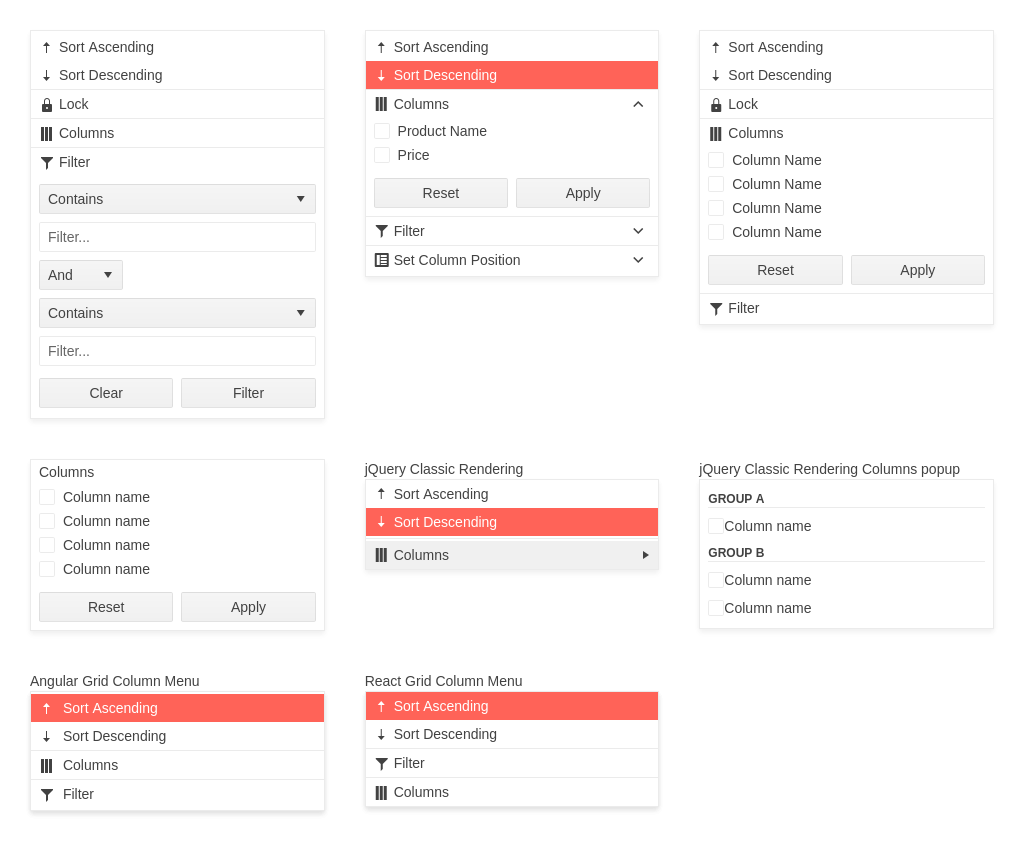 Sort Ascending
Sort Descending
Lock
Columns
Filter
Contains
Filter...
And
Contains
Filter...
Clear Filter
Sort Ascending
Sort Descending
Columns
Product Name
Price
Reset Apply
Filter
Set Column Position
Sort Ascending
Sort Descending
Lock
Columns
Column Name
Column Name
Column Name
Column Name
Reset Apply
Filter
Columns
Column name
Column name
Column name
Column name
Reset Apply
jQuery Classic Rendering
Sort Ascending
Sort Descending
Columns
jQuery Classic Rendering Columns popup
GROUP A
Column name
GROUP B
Column name
Column name
Angular Grid Column Menu
Sort Ascending
Sort Descending
Columns
Filter
React Grid Column Menu
Sort Ascending
Sort Descending
Filter
Columns